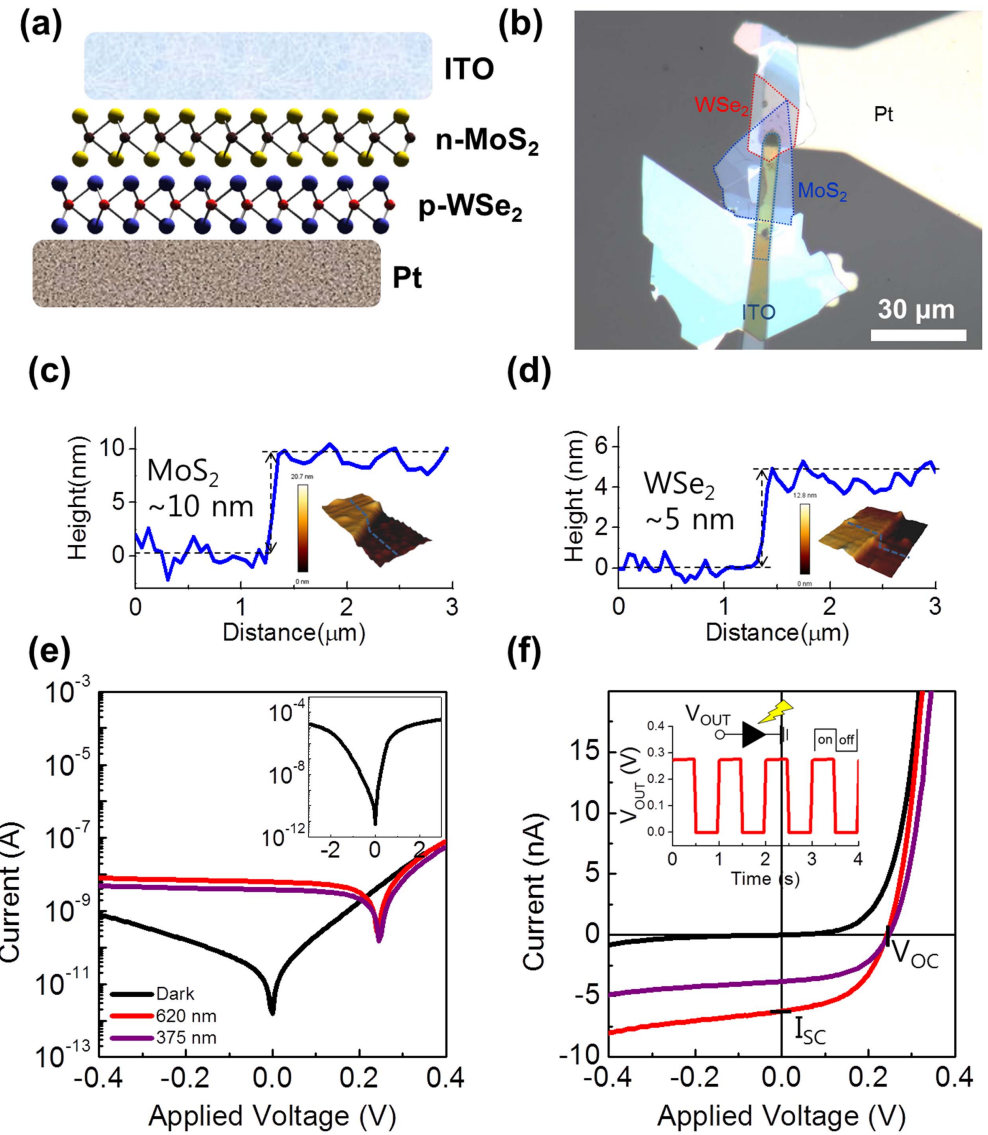 (a)
ITO
n-MoS2
p-WSe2
Pt
(b)
WSe2
Pt
MoS2
ITO
30 μm
(c)
Height(nm)
10
5
0
MoS2
~10 nm
20.7 nm
0 nm
0 1 2 3
Distance(μm)
(d)
Height (nm)
6
4
2
0
WSe2
~5 nm
12.8 nm
0 nm
0 1 2 3
Distance(μm)
(e)
Current (A)
10-3
10-5
10-7
10-9
10-11
10-13
10-4
10-8
10-12
-2 0 2
Dark
620 nm
375 nm
-0.4 0.0 0.4
Applied Voltage (V)
(f)
Current (nA)
15
10
5
0
-5
-10
VOUT
on off
VOUT (V)
0.4
0.3
0.2
0.1
0.0
0 1 2 3 4
Time (s)
VOC
ISC
-0.4 -0.2 0.0 0.2 0.4
Applied Voltage (V)